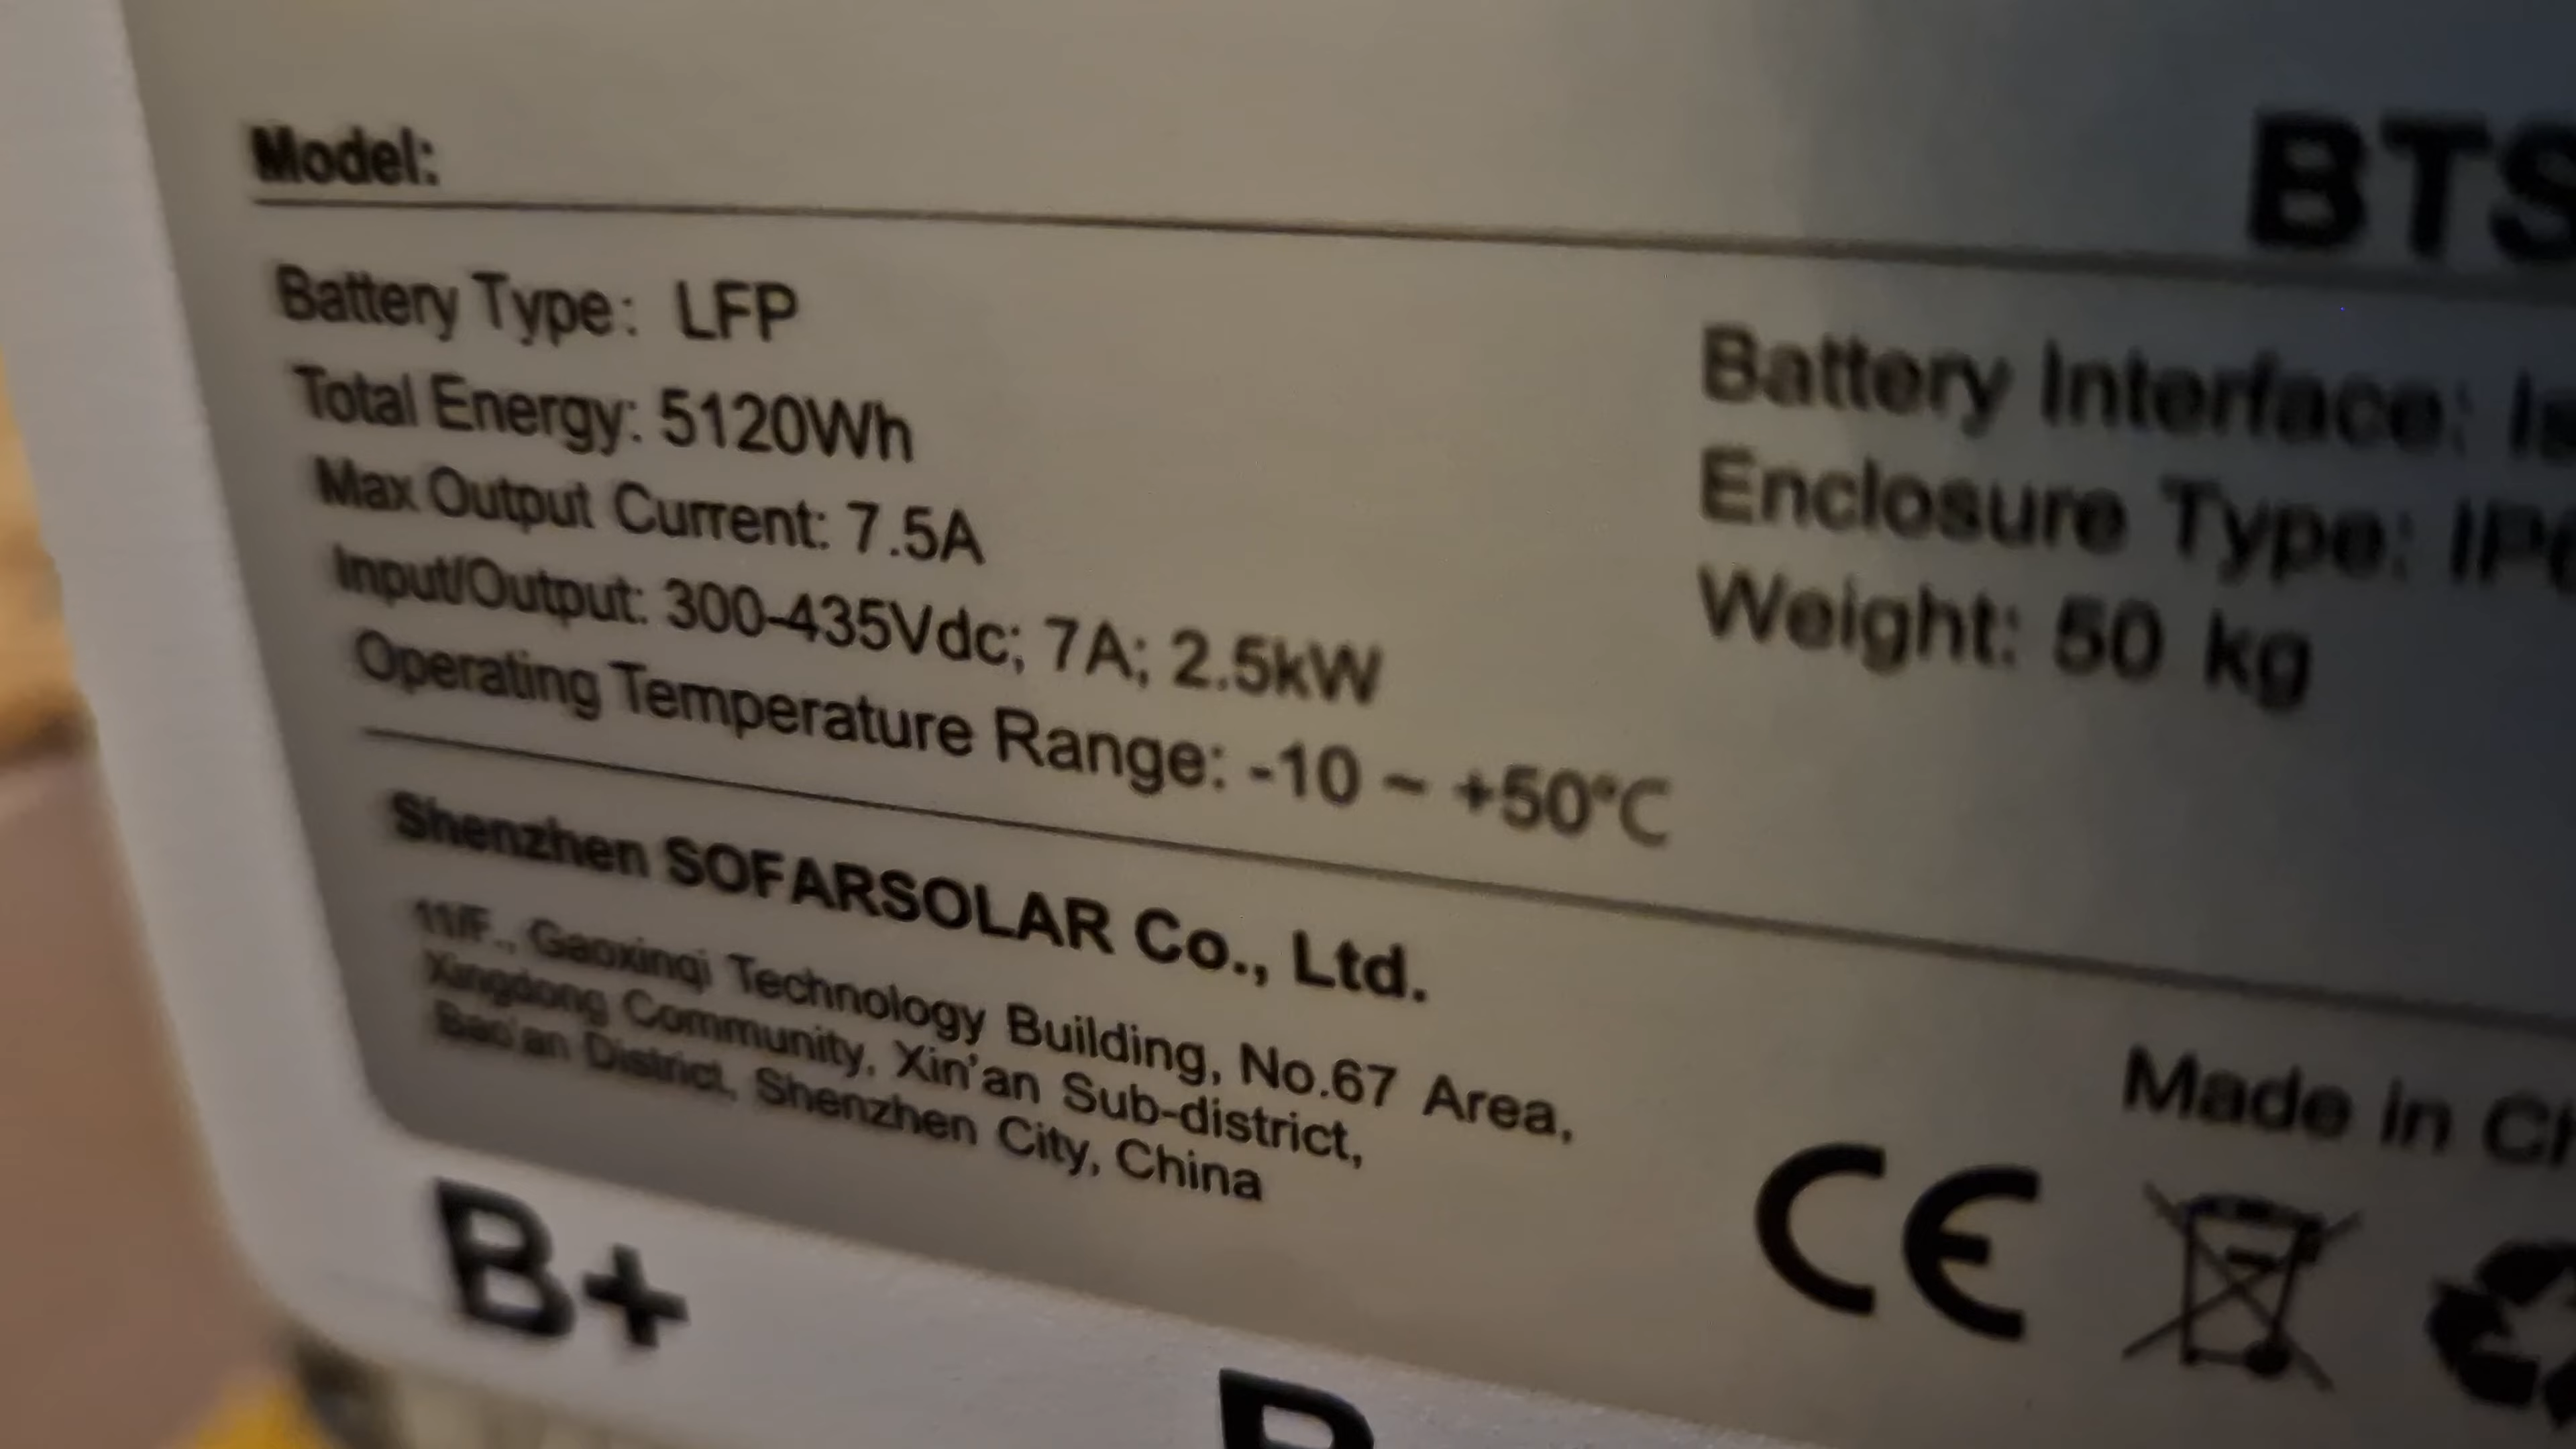 Model: BTS
Battery Type: LFP
Total Energy: 5120Wh
Max Output Current: 7.5A
Input/Output: 300-435Vdc; 7A; 2.5kW
Operating Temperature Range: -10 ~ +50℃
Battery Interface: Is
Enclosure Type: IP6
Weight: 50 kg
Shenzhen SOFARSOLAR Co., Ltd.
11/F., Gaoxinqi Technology Building, No.67 Area,
Xingdong Community, Xin'an Sub-district,
Bao'an District, Shenzhen City, China
Made in Ch
CE
B+
B